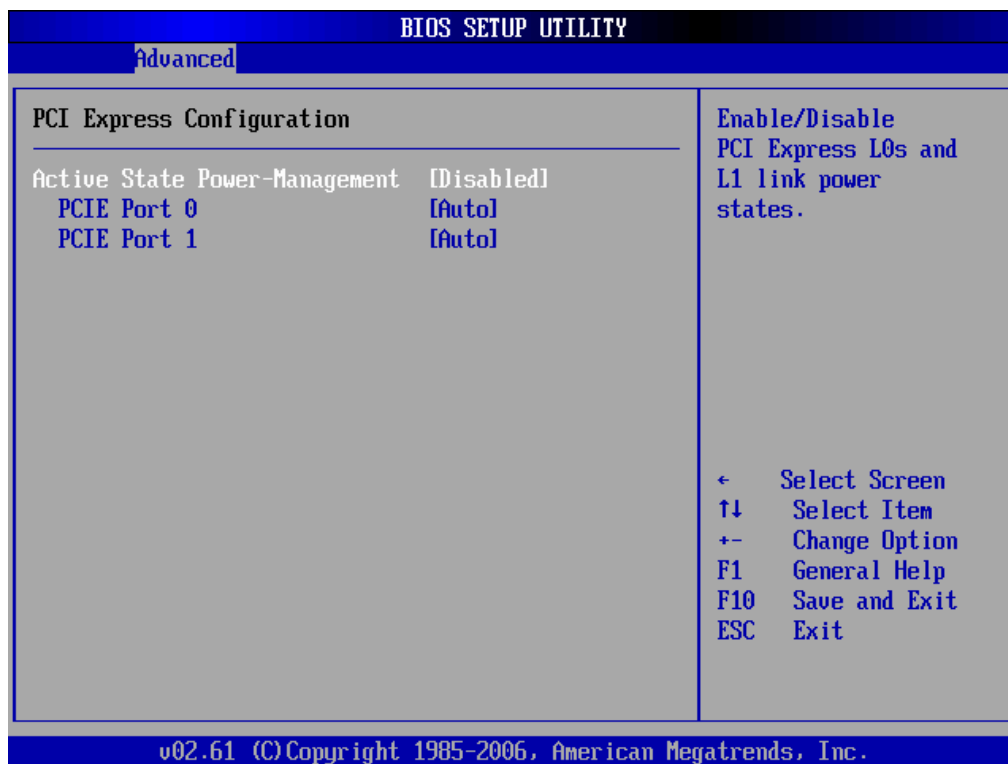 BIOS SETUP UTILITY
Advanced
PCI Express Configuration
Active State Power-Management [Disabled]
PCIE Port 0 [Auto]
PCIE Port 1 [Auto]
Enable/Disable
PCI Express L0s and
L1 link power
states.
← Select Screen
↑↓ Select Item
+- Change Option
F1 General Help
F10 Save and Exit
ESC Exit
v02.61 (C)Copyright 1985-2006, American Megatrends, Inc.